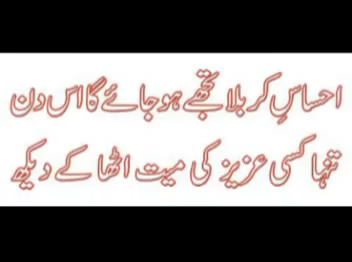 احساسِ کربلا تجھے ہو جائے گا اس دن
تنہا کسی عزیز کی میت اٹھا کے دیکھ